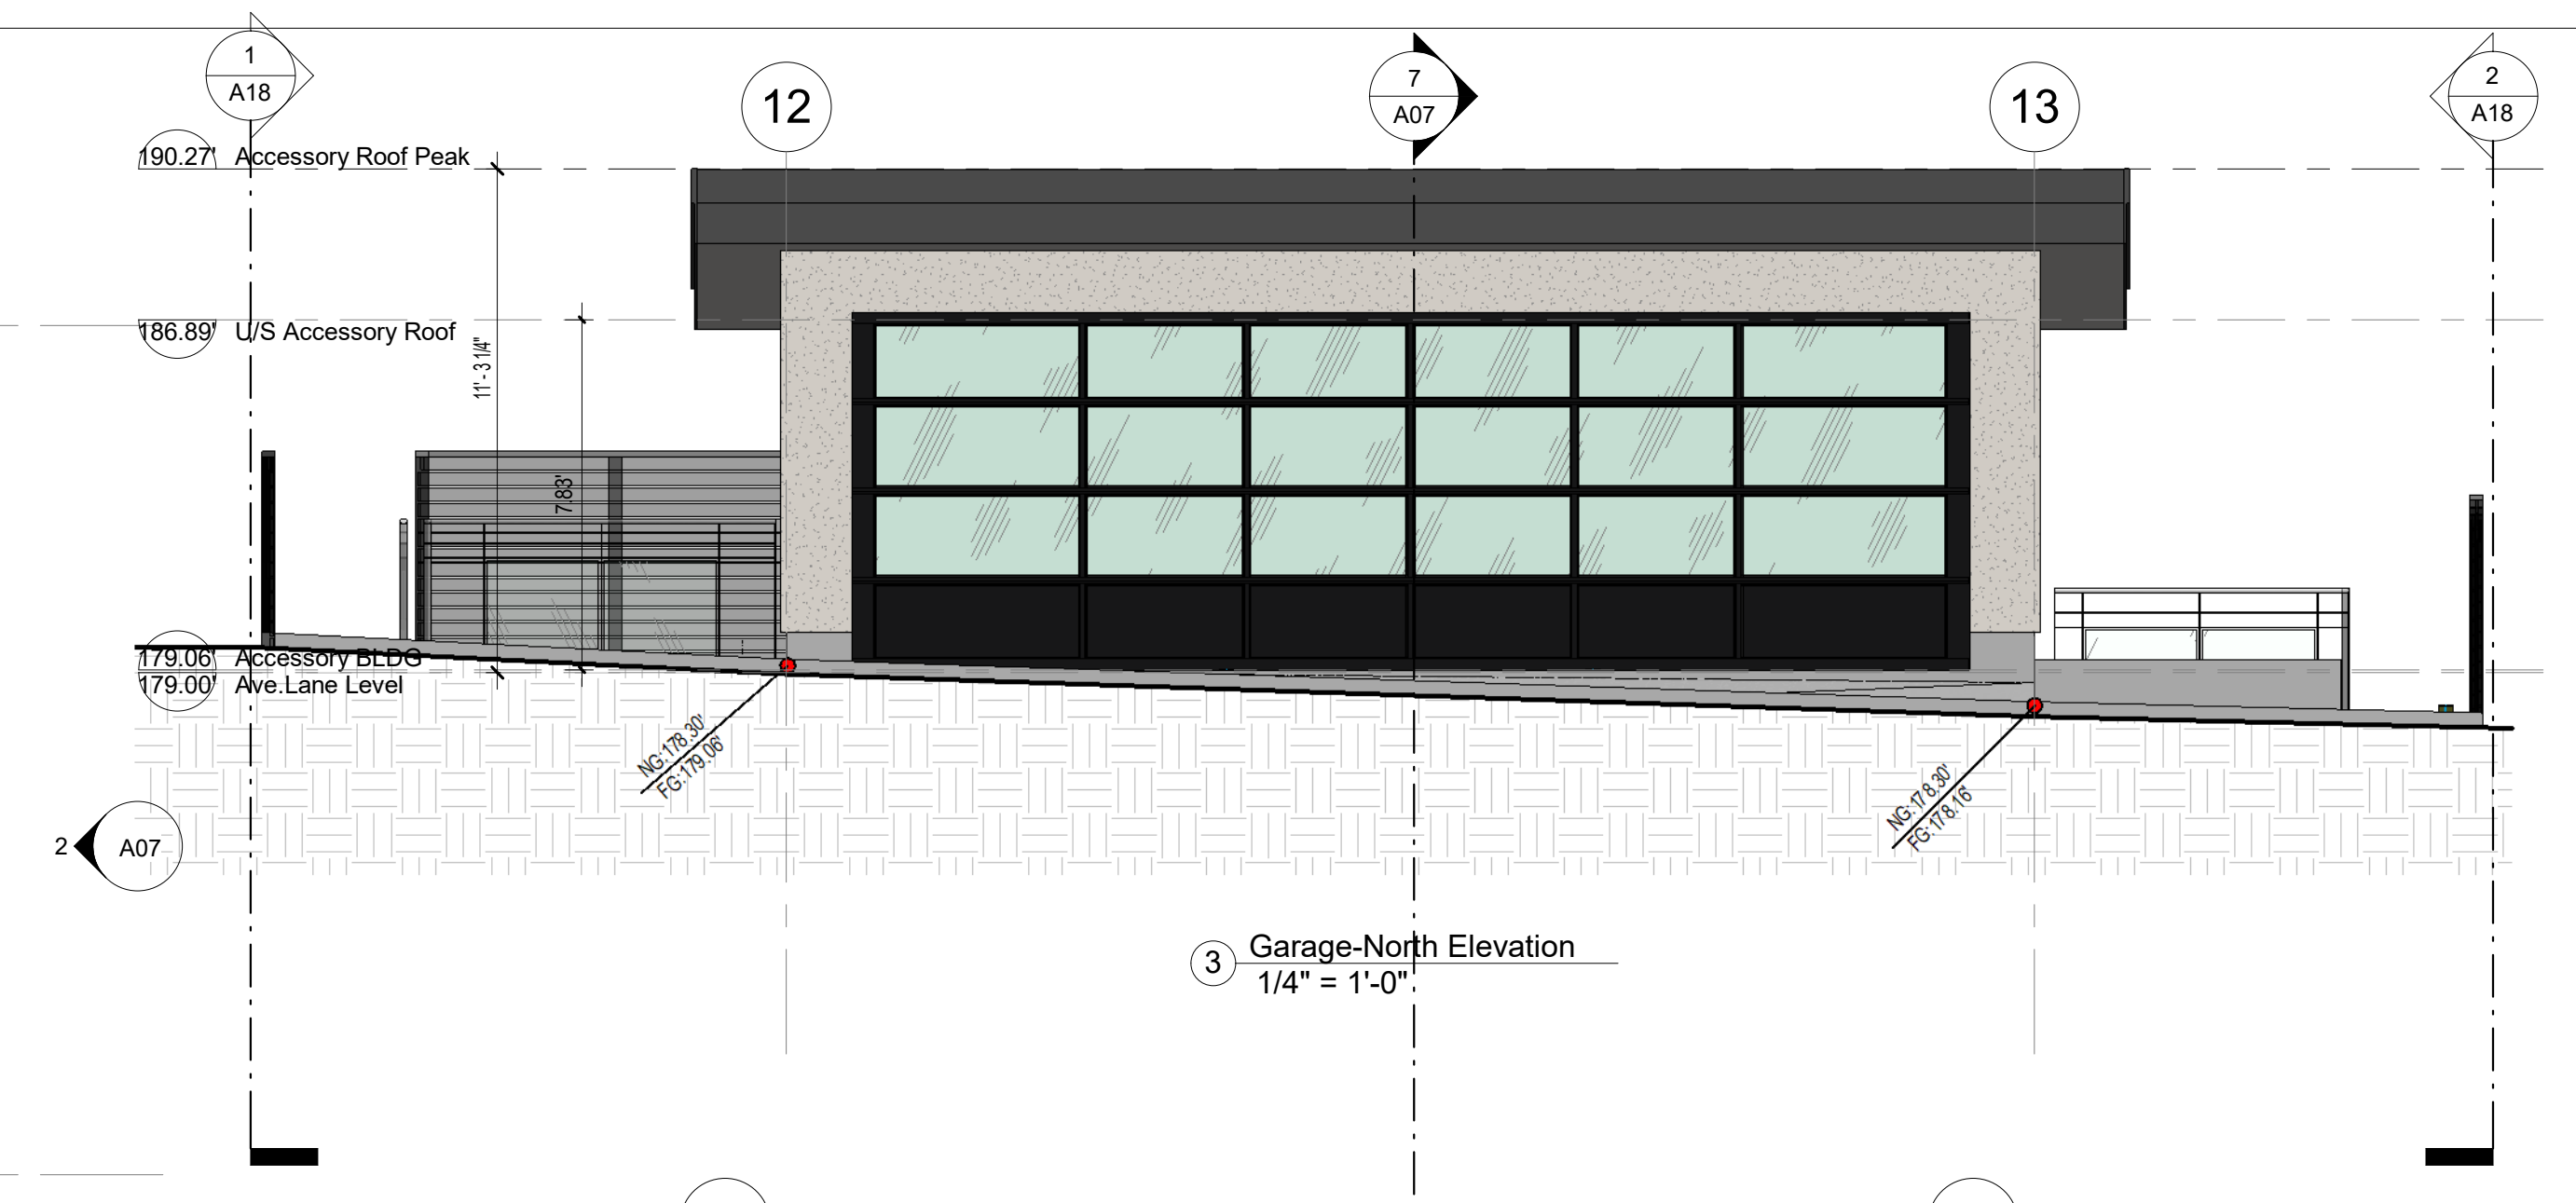 1
A18
12
7
A07
13
2
A18
190.27' Accessory Roof Peak
186.89' U/S Accessory Roof
11' - 3 1/4"
7.83'
179.06' Accessory BLDG
179.00' Ave.Lane Level
NG:178.30'
FG:179.06'
NG:178.30'
FG:178.16'
2 A07
3 Garage-North Elevation
1/4" = 1'-0"